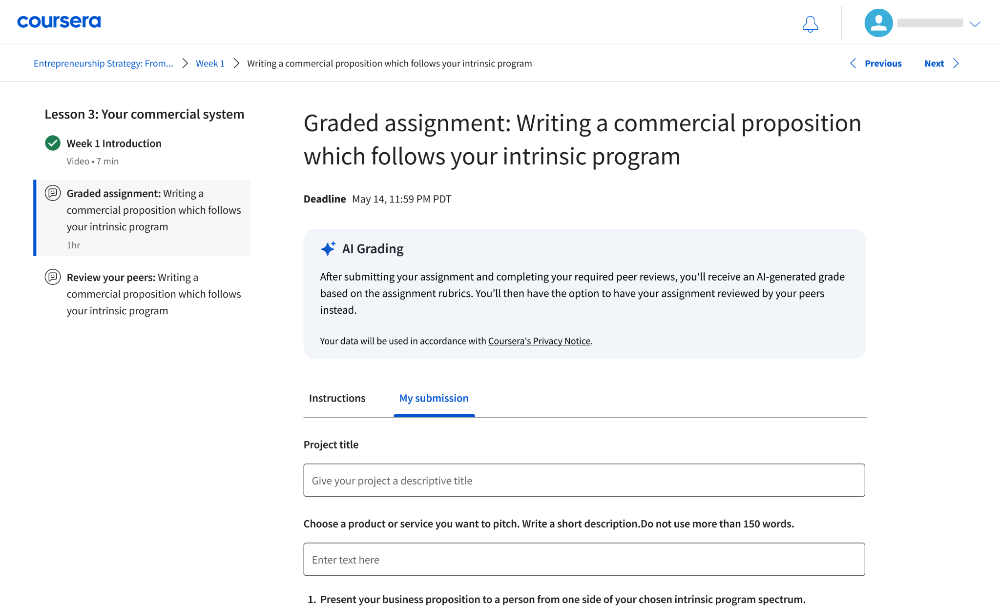 coursera
Entrepreneurship Strategy: From...
Week 1
Writing a commercial proposition which follows your intrinsic program
Previous
Next
Lesson 3: Your commercial system
Week 1 Introduction
Video • 7 min
Graded assignment: Writing a
commercial proposition which follows
your intrinsic program
1hr
Review your peers: Writing a
commercial proposition which follows
your intrinsic program
Graded assignment: Writing a commercial proposition
which follows your intrinsic program
Deadline May 14, 11:59 PM PDT
AI Grading
After submitting your assignment and completing your required peer reviews, you'll receive an AI-generated grade
based on the assignment rubrics. You’ll then have the option to have your assignment reviewed by your peers
instead.
Your data will be used in accordance with Coursera's Privacy Notice.
Instructions
My submission
Project title
Give your project a descriptive title
Choose a product or service you want to pitch. Write a short description.Do not use more than 150 words.
Enter text here
1. Present your business proposition to a person from one side of your chosen intrinsic program spectrum.